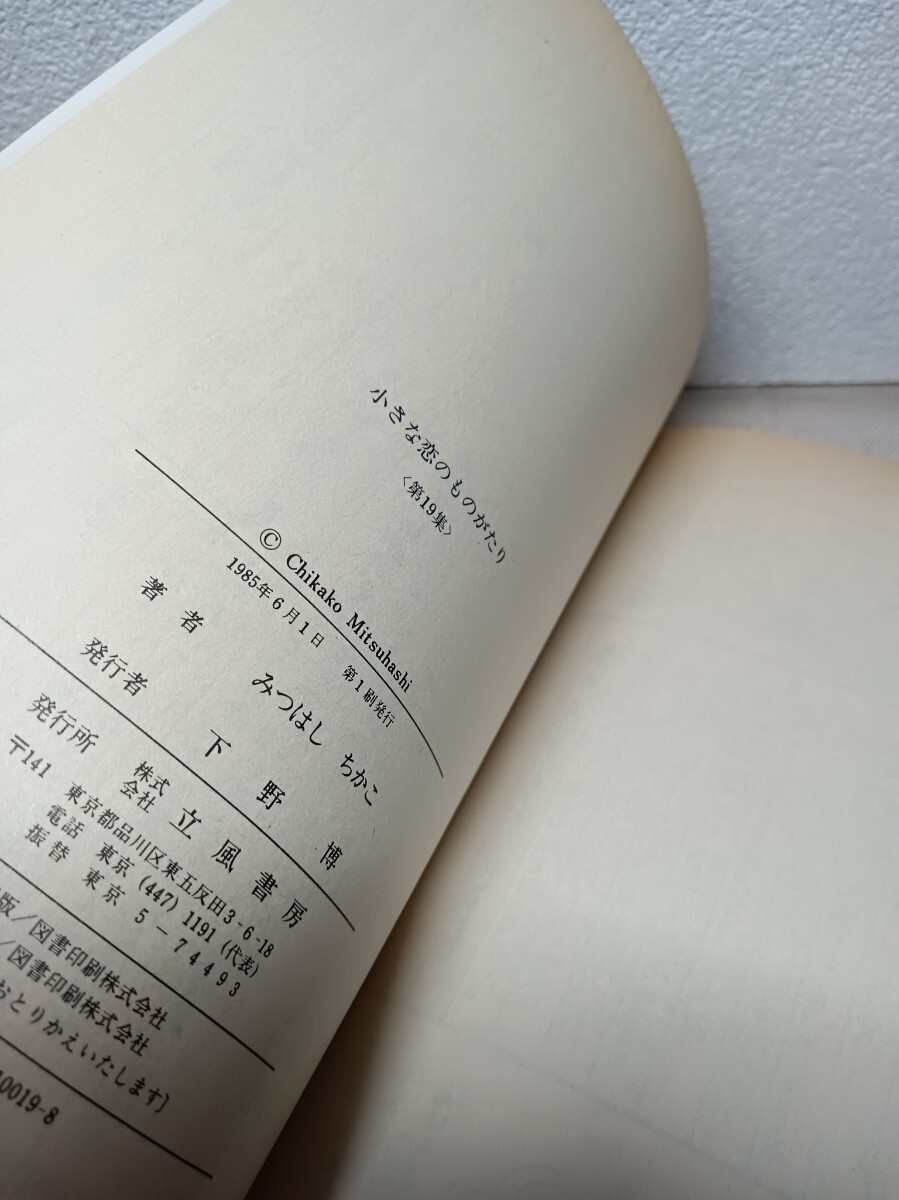 小さな恋のものがたり
〈第19集〉
© Chikako Mitsuhashi
1985年6月1日 第1刷発行
著者 みつはし ちかこ
発行者 下野 博
発行所 株式会社 立風書房
〒141 東京都品川区東五反田3-6-18
電話 東京 (447) 1191 (代表)
振替 東京 5-74493
版/図書印刷株式会社
/図書印刷株式会社
おとりかえいたします〕
0019-8